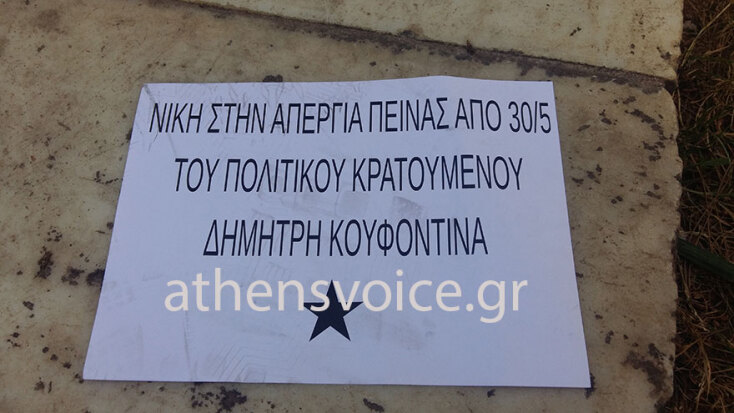 ΝΙΚΗ ΣΤΗΝ ΑΠΕΡΓΙΑ ΠΕΙΝΑΣ ΑΠΟ 30/5
ΤΟΥ ΠΟΛΙΤΙΚΟΥ ΚΡΑΤΟΥΜΕΝΟΥ
ΔΗΜΗΤΡΗ ΚΟΥΦΟΝΤΙΝΑ
athensvoice.gr